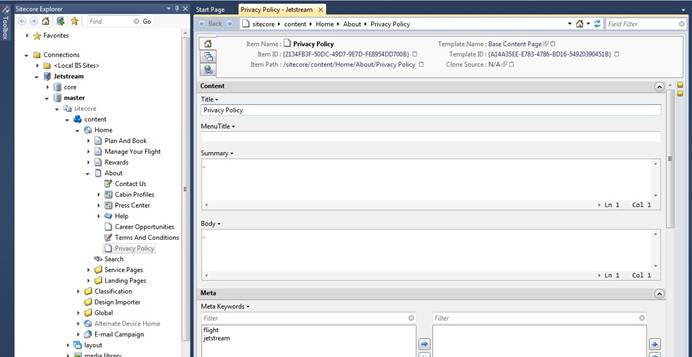 Toolbox
Sitecore Explorer
Find
Go
Favorites
Connections
<Local IIS Sites>
Jetstream
core
master
sitecore
content
Home
Plan And Book
Manage Your Flight
Rewards
About
Contact Us
Cabin Profiles
Press Center
Help
Career Opportunities
Terms And Conditions
Privacy Policy
Search
Service Pages
Landing Pages
Classification
Design Importer
Global
Alternate Device Home
E-mail Campaign
layout
media library
Start Page
Privacy Policy - Jetstream
Back
sitecore content Home About Privacy Policy
Field Filter
Item Name : Privacy Policy
Template Name : Base Content Page
Item ID : {2134FB3F-50DC-49D7-9E7D-FEB954DD700B}
Template ID : {A14A35EE-E783-4786-BD16-54920390451B}
Item Path : /sitecore/content/Home/About/Privacy Policy
Clone Source : N/A
Content
Title
Privacy Policy
MenuTitle
Summary
Ln 1 Col 1
Body
Ln 1 Col 1
Meta
Meta Keywords
Filter
Filter
flight
jetstream